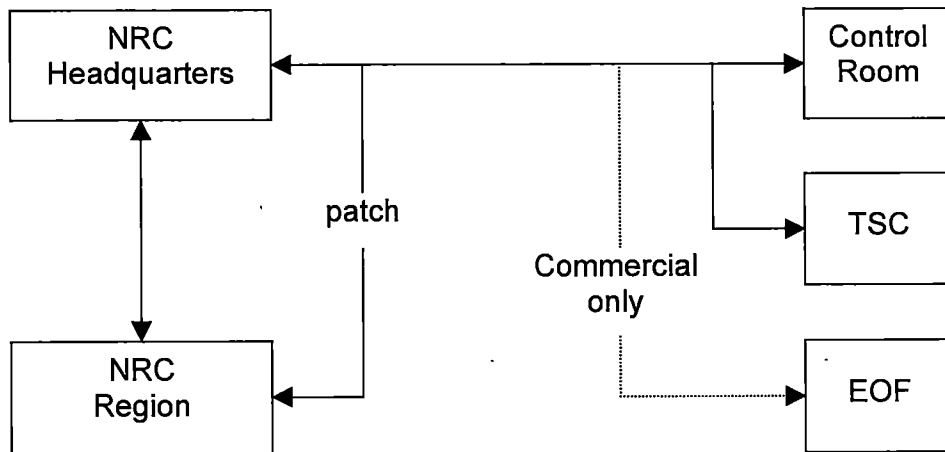 NRC
Headquarters
Control
Room
patch
TSC
Commercial
only
NRC
Region
EOF